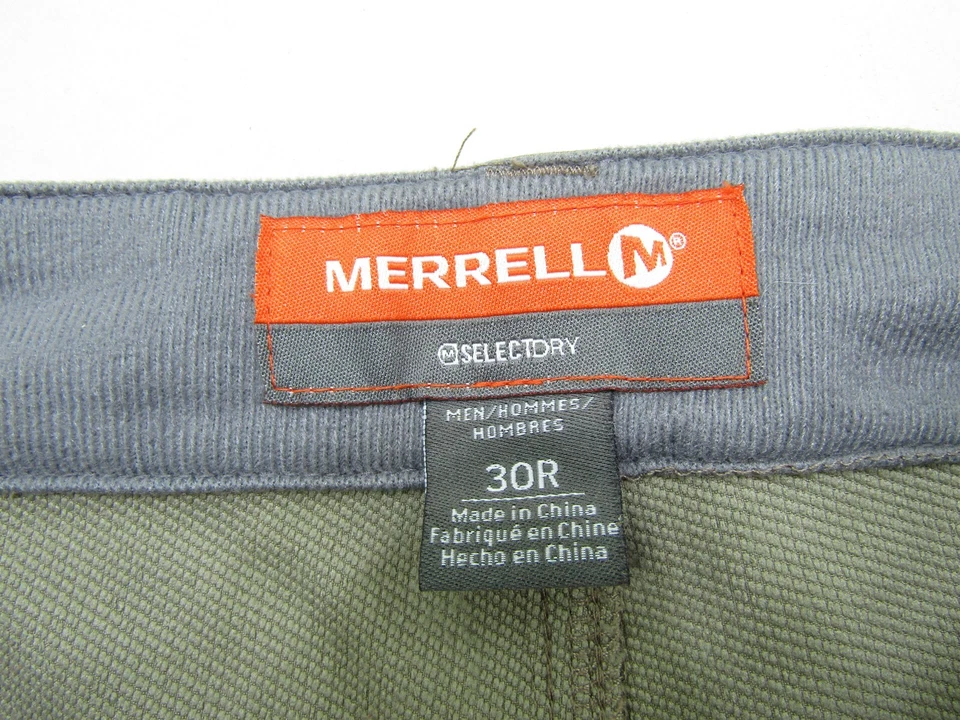 MERRELL M®
M SELECTDRY
MEN/HOMMES/
HOMBRES
30R
Made in China
Fabriqué en Chine
Hecho en China